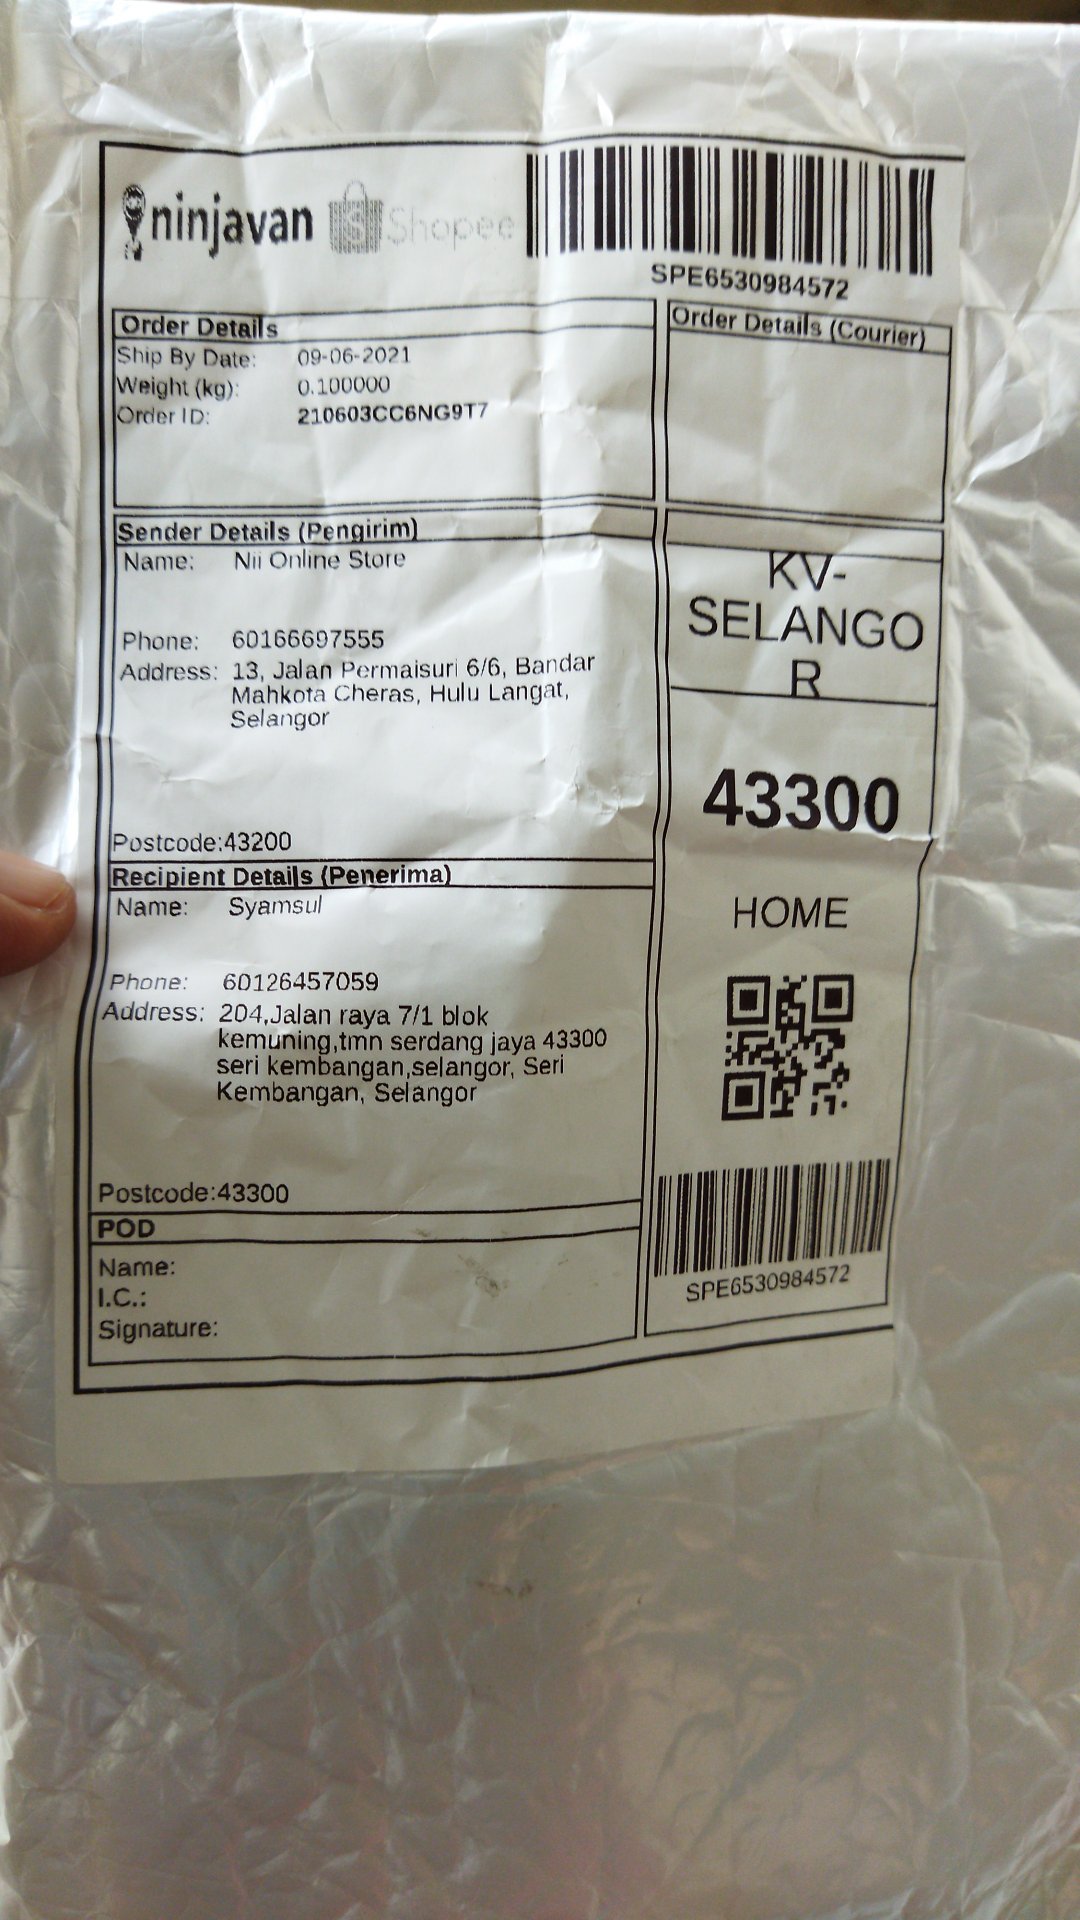 ninjavan Shopee
SPE6530984572
Order Details
Ship By Date: 09-06-2021
Weight (kg): 0.100000
Order ID: 210603CC6NG9T7
Order Details (Courier)
Sender Details (Pengirim)
Name: Nii Online Store
Phone: 60166697555
Address: 13, Jalan Permaisuri 6/6, Bandar
Mahkota Cheras, Hulu Langat,
Selangor
Postcode:43200
KV-
SELANGO
R
43300
HOME
Recipient Details (Penerima)
Name: Syamsul
Phone: 60126457059
Address: 204,Jalan raya 7/1 blok
kemuning,tmn serdang jaya 43300
seri kembangan,selangor, Seri
Kembangan, Selangor
Postcode:43300
POD
Name:
I.C.:
Signature:
SPE6530984572